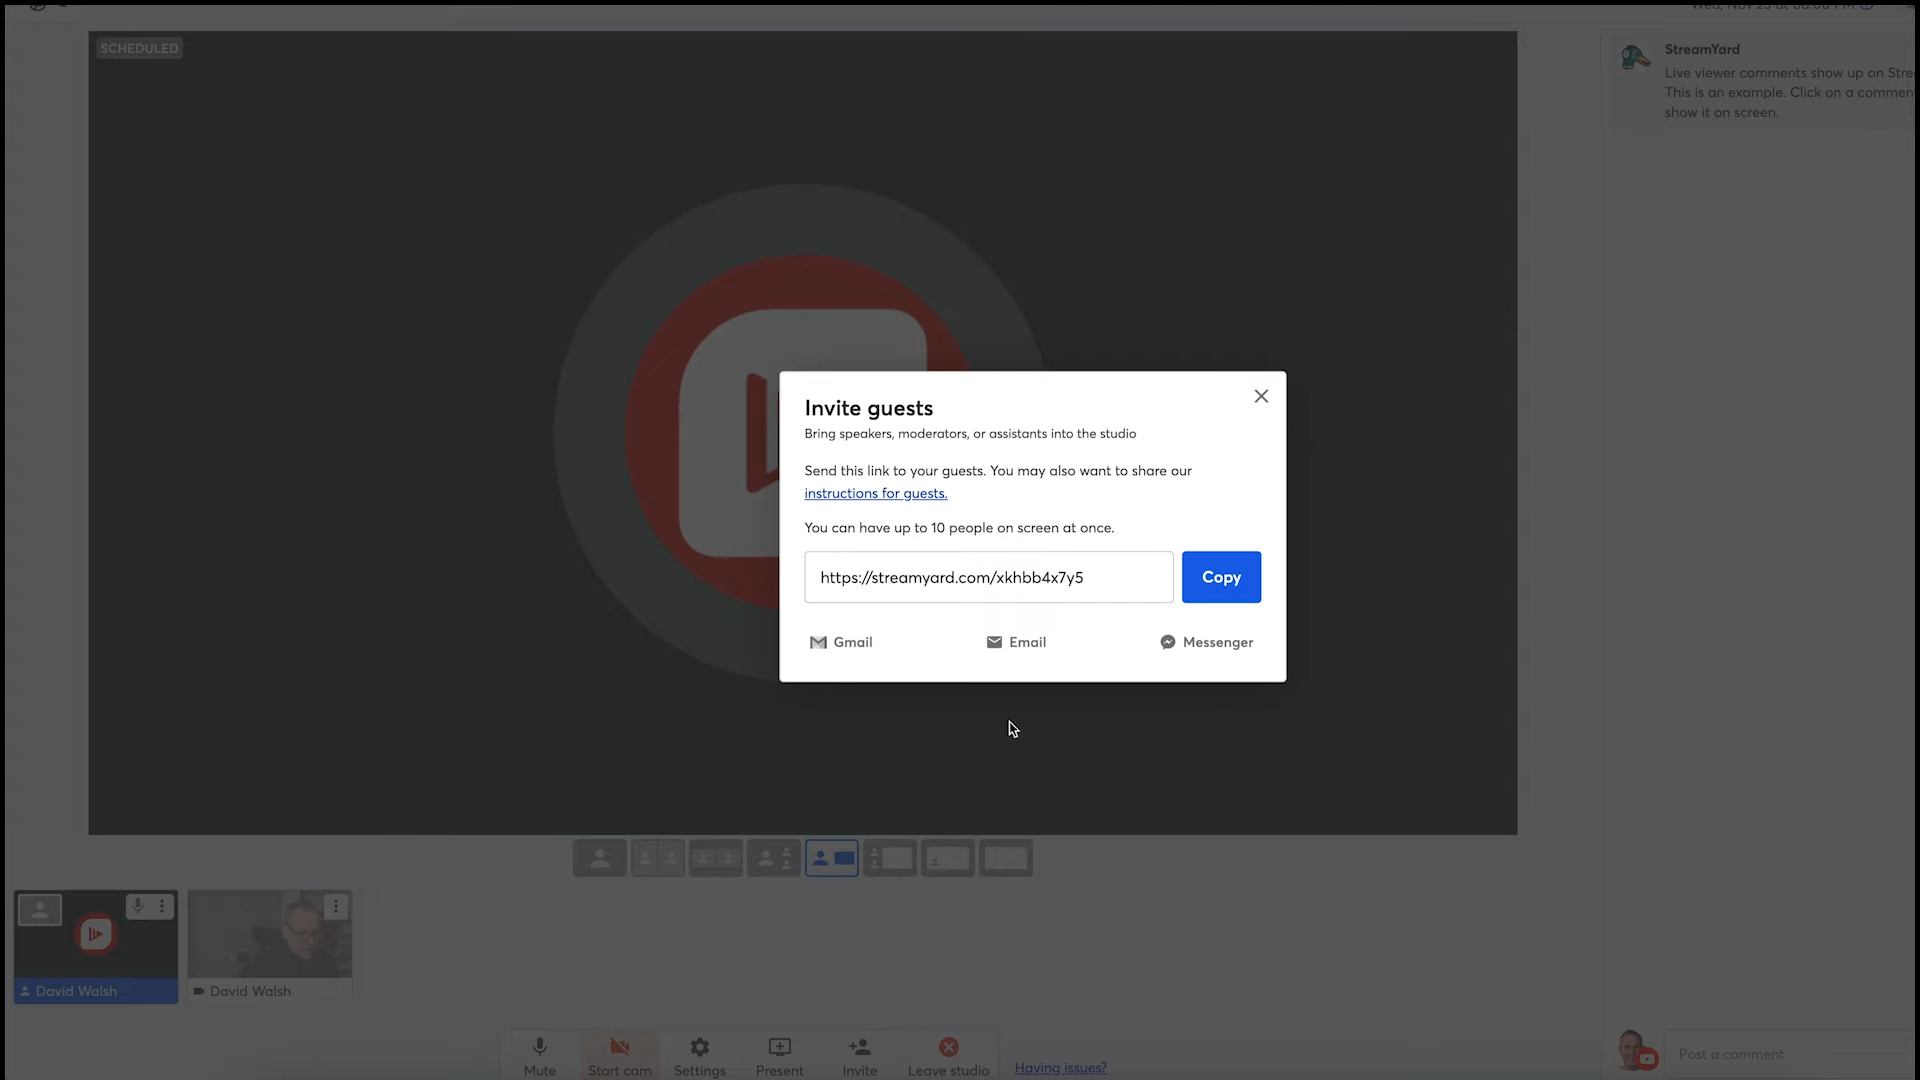 SCHEDULED
StreamYard
Live viewer comments show up on Stre
This is an example. Click on a commen
show it on screen.
Invite guests
Bring speakers, moderators, or assistants into the studio
Send this link to your guests. You may also want to share our
instructions for guests.
You can have up to 10 people on screen at once.
https://streamyard.com/xkhbb4x7y5
Copy
Gmail
Email
Messenger
David Walsh
David Walsh
Mute
Start cam
Settings
Present
Invite
Leave studio
Having issues?
Post a comment